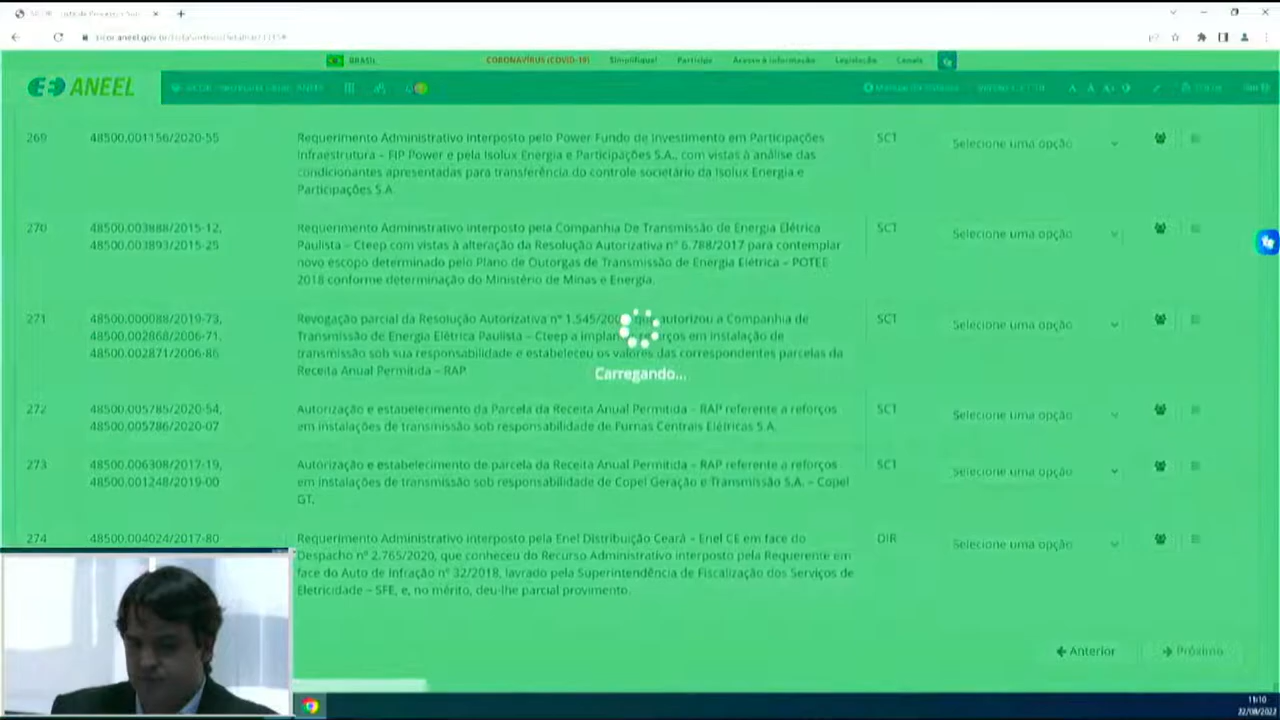 BRASIL
CORONAVÍRUS (COVID-19)
Simplifique!
Participe
Acesso à informação
Legislação
Canais
ANEEL
269
48500.001156/2020-55
Requerimento Administrativo interposto pelo Power Fundo de Investimento em Participações
Infraestrutura – FIP Power e pela Isolux Energia e Participações S.A., com vistas à análise das
condicionantes apresentadas para transferência do controle societário da Isolux Energia e
Participações S.A.
SCT
Selecione uma opção
270
48500.003888/2015-12,
48500.003893/2015-25
Requerimento Administrativo interposto pela Companhia De Transmissão de Energia Elétrica
Paulista – Cteep com vistas à alteração da Resolução Autorizativa nº 6.788/2017 para contemplar
novo escopo determinado pelo Plano de Outorgas de Transmissão de Energia Elétrica – POTEE
2018 conforme determinação do Ministério de Minas e Energia.
SCT
Selecione uma opção
271
48500.000088/2019-73,
48500.002868/2006-71,
48500.002871/2006-86
Revogação parcial da Resolução Autorizativa nº 1.545/200 que autorizou a Companhia de
Transmissão de Energia Elétrica Paulista – Cteep a implan rços em instalação de
transmissão sob sua responsabilidade e estabeleceu os valores das correspondentes parcelas da
Receita Anual Permitida – RAP.
SCT
Selecione uma opção
Carregando...
272
48500.005785/2020-54,
48500.005786/2020-07
Autorização e estabelecimento da Parcela da Receita Anual Permitida – RAP referente a reforços
em instalações de transmissão sob responsabilidade de Furnas Centrais Elétricas S.A.
SCT
Selecione uma opção
273
48500.006308/2017-19,
48500.001248/2019-00
Autorização e estabelecimento de parcela da Receita Anual Permitida – RAP referente a reforços
em instalações de transmissão sob responsabilidade de Copel Geração e Transmissão S.A. – Copel
GT.
SCT
Selecione uma opção
274
48500.004024/2017-80
Requerimento Administrativo interposto pela Enel Distribuição Ceará – Enel CE em face do
Despacho nº 2.765/2020, que conheceu do Recurso Administrativo interposto pela Requerente em
face do Auto de Infração nº 32/2018, lavrado pela Superintendência de Fiscalização dos Serviços de
Eletricidade – SFE, e, no mérito, deu-lhe parcial provimento.
DIR
Selecione uma opção
Anterior
Próximo
11:10
22/08/2022